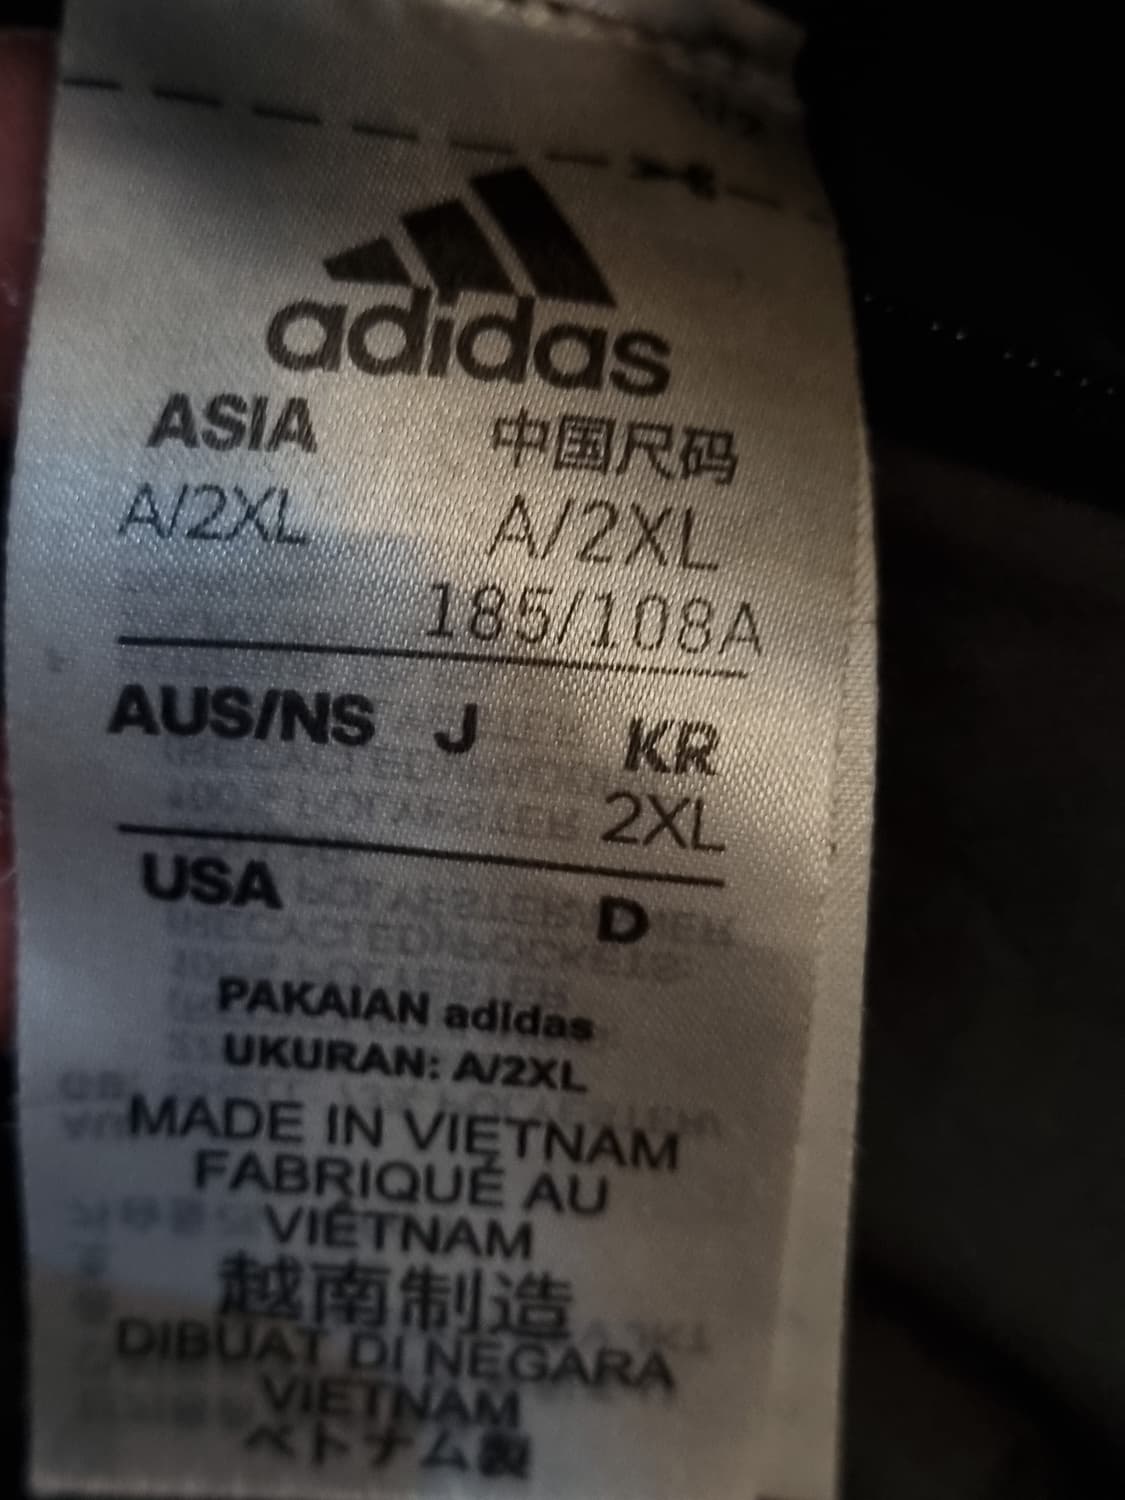 adidas
ASIA 中国尺码
A/2XL A/2XL
185/108A
AUS/NS J KR
2XL
USA D
PAKAIAN adidas
UKURAN: A/2XL
MADE IN VIETNAM
FABRIQUÉ AU
VIÊTNAM
越南制造
DIBUAT DI NEGARA
VIETNAM
ベトナム製